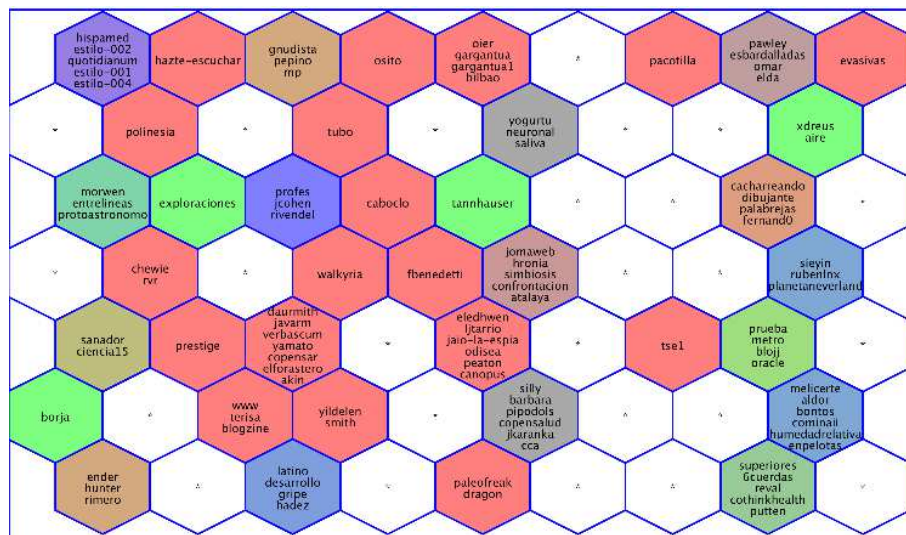 hispamed
estilo-002
quotidianum
estilo-001
estilo-004
hazte-escuchar
gnudista
pepino
mp
osito
oier
gargantua
gargantua1
bilbao
pacotilla
pawley
esbardalladas
omar
elda
evasivas
polinesia
tubo
yogurtu
neuronal
saliva
xdreus
aire
morwen
entrelineas
protoastronomo
exploraciones
profes
jcohen
rivendel
caboclo
tannhauser
cacharreando
dibujante
palabrejas
fernand0
chewie
rvr
walkyria
fbenedetti
jomaweb
hronia
simbiosis
confrontacion
atalaya
sieyin
rubenlnx
planetaneverland
sanador
ciencia15
prestige
daurmith
javarm
verbascum
yamato
copensar
elforastero
akin
eledhwen
ljtarrio
jaio-la-espia
odisea
peaton
canopus
tse1
prueba
metro
blojj
oracle
borja
www
terisa
blogzine
yildelen
smith
silly
barbara
pipodols
copensalud
jkaranka
cca
melicerte
aldor
bontos
cominaii
humedadrelativa
enpelotas
ender
hunter
rimero
latino
desarrollo
gripe
hadez
paleofreak
dragon
superiores
6cuerdas
reval
cothinkhealth
putten